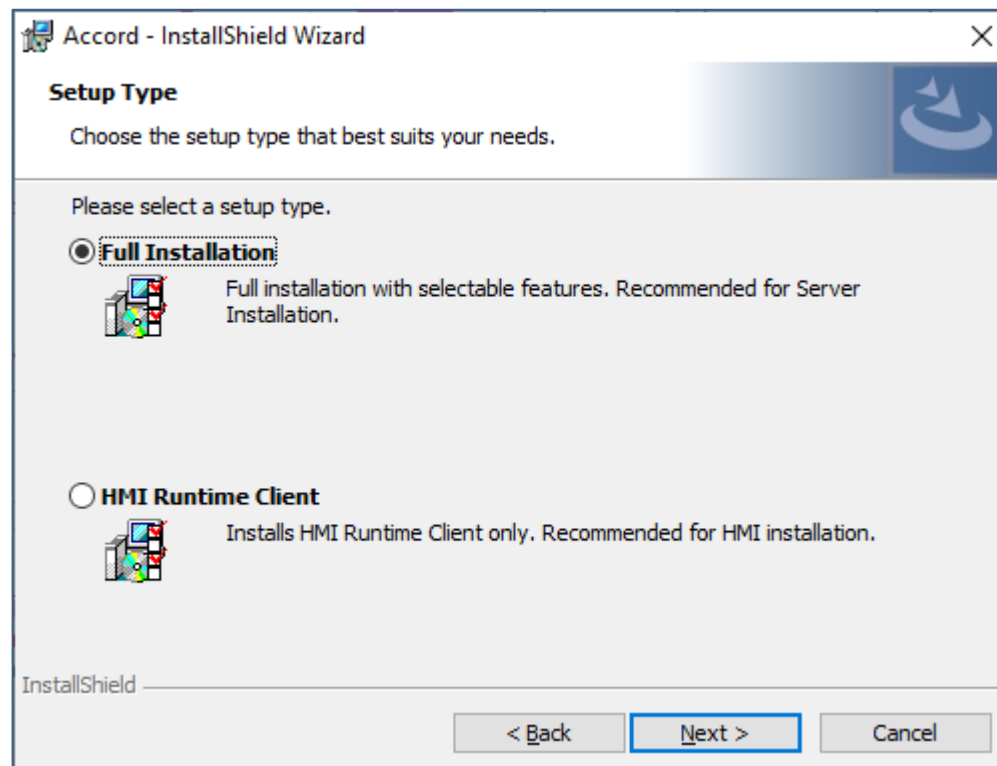 Accord - InstallShield Wizard
Setup Type
Choose the setup type that best suits your needs.
Please select a setup type.
Full Installation
Full installation with selectable features. Recommended for Server
Installation.
HMI Runtime Client
Installs HMI Runtime Client only. Recommended for HMI installation.
InstallShield
< Back
Next >
Cancel